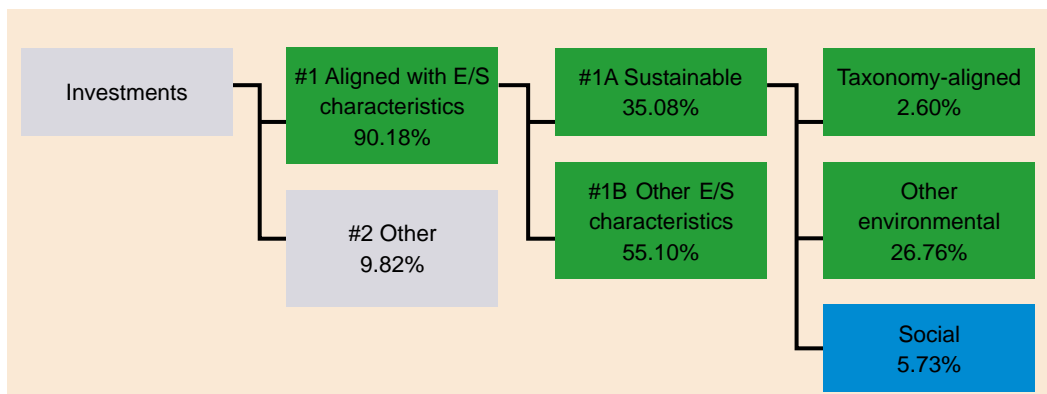 Investments
#1 Aligned with E/S
characteristics
90.18%
#2 Other
9.82%
#1A Sustainable
35.08%
#1B Other E/S
characteristics
55.10%
Taxonomy-aligned
2.60%
Other
environmental
26.76%
Social
5.73%